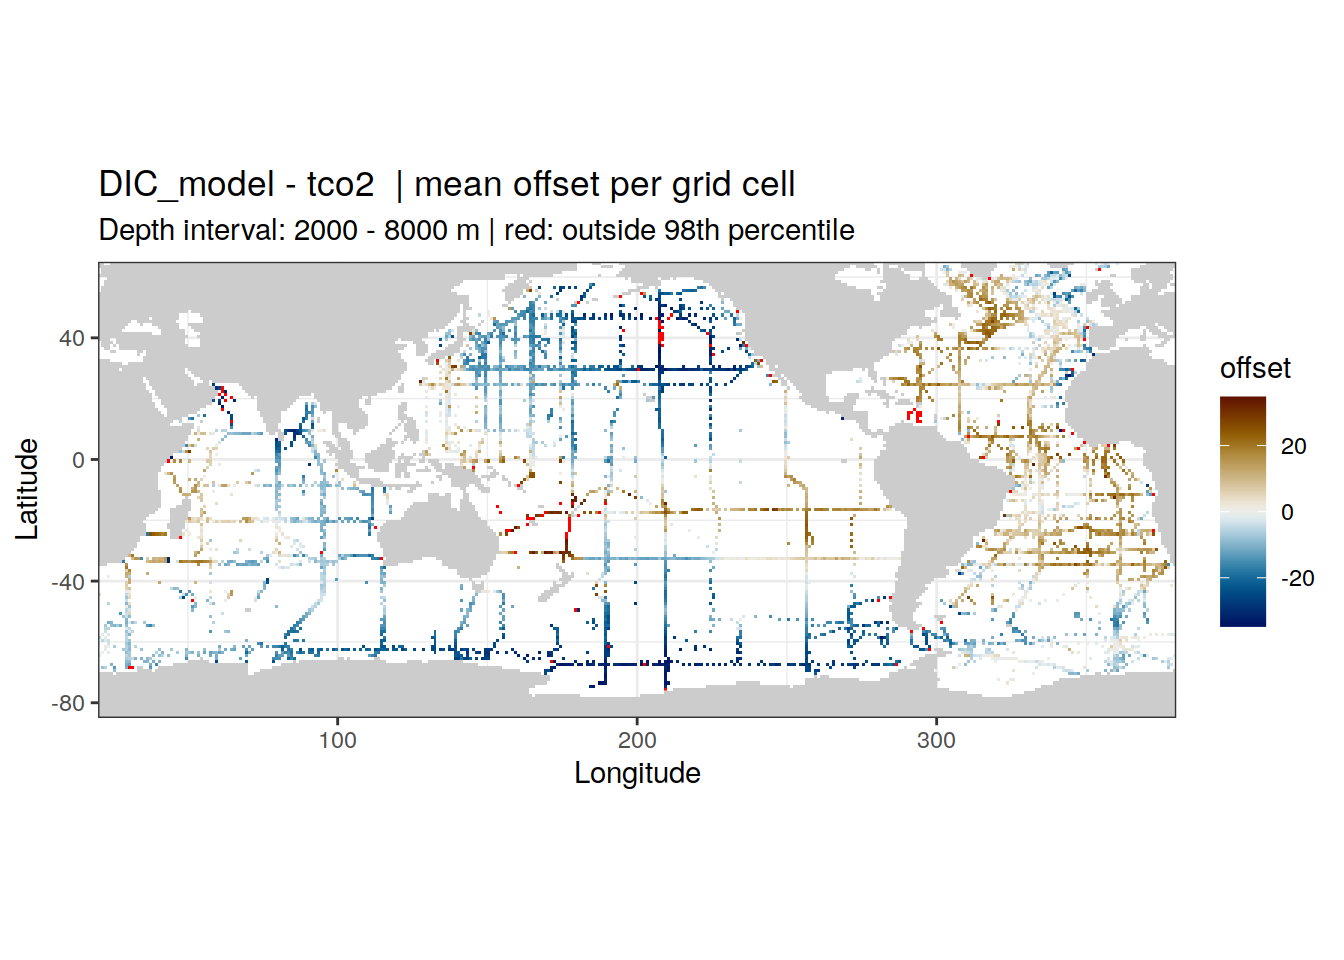 DIC_model - tco2  | mean offset per grid cell
Depth interval: 2000 - 8000 m | red: outside 98th percentile
offset
20
0
-20
Latitude
40
0
-40
-80
100
200
300
Longitude